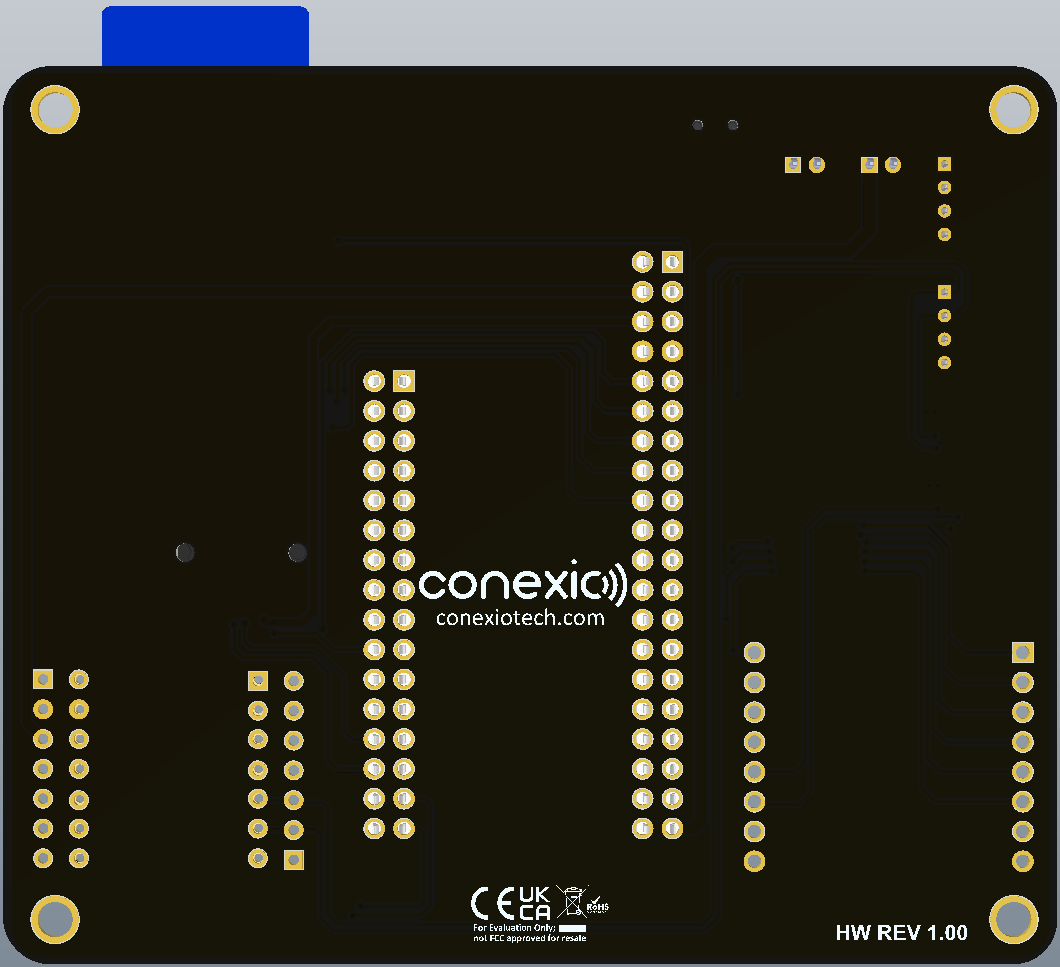 conexio
conexiotech.com
CE UK CA RoHS
For Evaluation Only;
not FCC approved for resale
HW REV 1.00